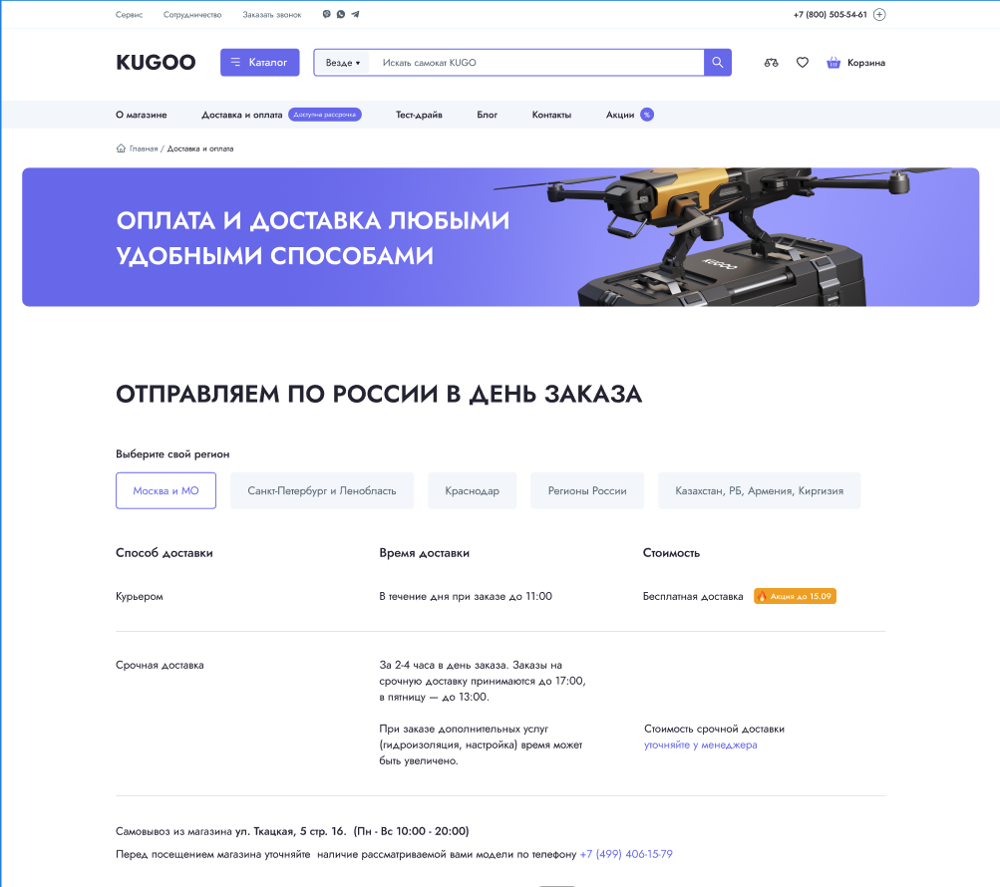 Сервис Сотрудничество Заказать звонок +7 (800) 505-54-61
KUGOO Каталог Везде Искать самокат KUGO Корзина
О магазине Доставка и оплата Доступна рассрочка Тест-драйв Блог Контакты Акции %
Главная / Доставка и оплата
ОПЛАТА И ДОСТАВКА ЛЮБЫМИ
УДОБНЫМИ СПОСОБАМИ
KUGOO
ОТПРАВЛЯЕМ ПО РОССИИ В ДЕНЬ ЗАКАЗА
Выберите свой регион
Москва и МО Санкт-Петербург и Ленобласть Краснодар Регионы России Казахстан, РБ, Армения, Киргизия
Способ доставки Время доставки Стоимость
Курьером В течение дня при заказе до 11:00 Бесплатная доставка Акция до 15.09
Срочная доставка За 2-4 часа в день заказа. Заказы на
срочную доставку принимаются до 17:00,
в пятницу — до 13:00.
При заказе дополнительных услуг Стоимость срочной доставки
(гидроизоляция, настройка) время может уточняйте у менеджера
быть увеличено.
Самовывоз из магазина ул. Ткацкая, 5 стр. 16. (Пн - Вс 10:00 - 20:00)
Перед посещением магазина уточняйте наличие рассматриваемой вами модели по телефону +7 (499) 406-15-79